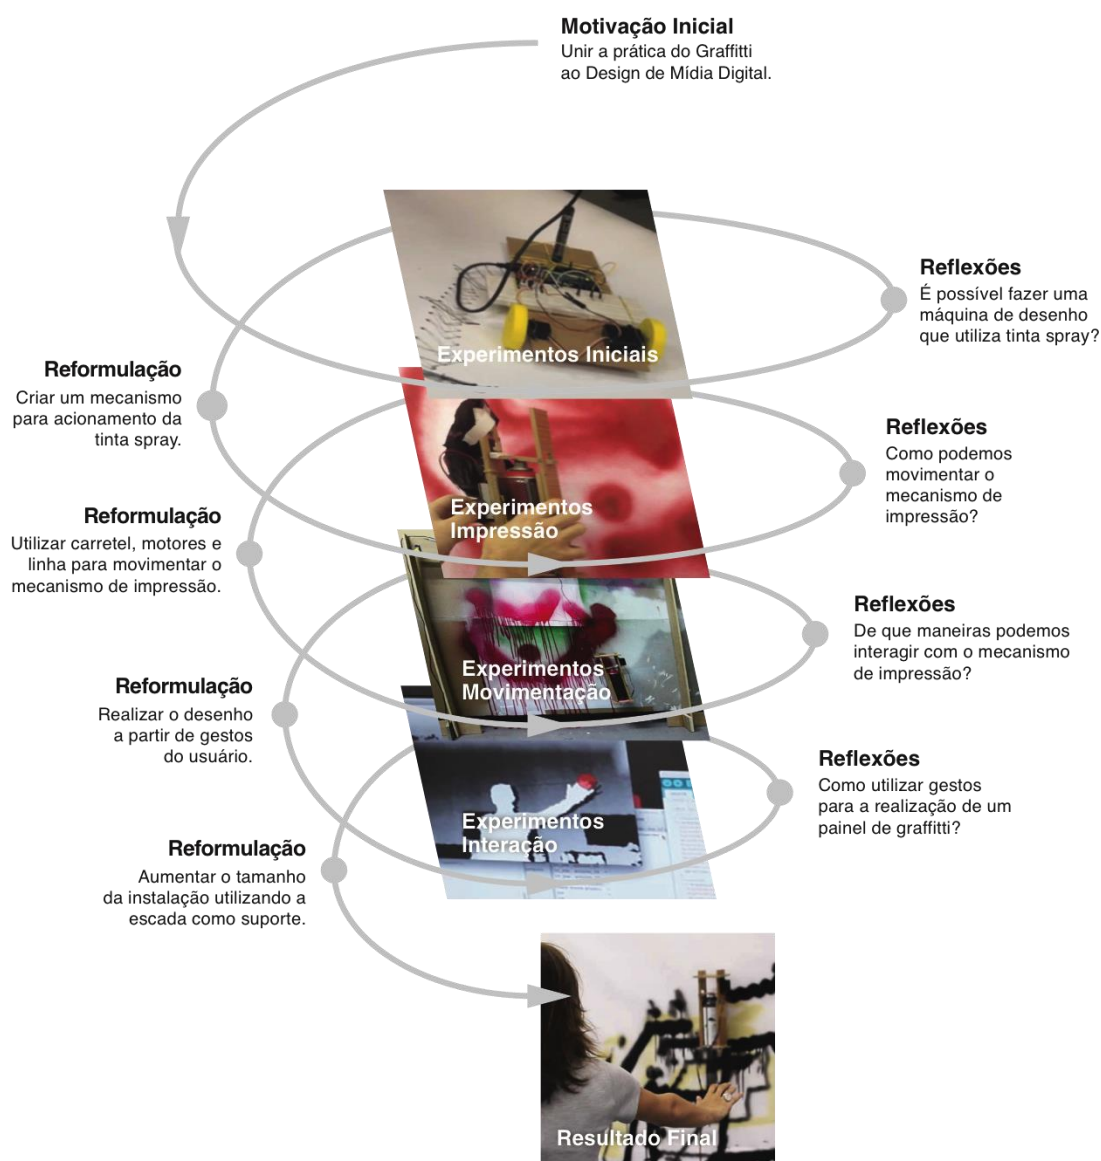 Motivação Inicial
Unir a prática do Graffitti
ao Design de Mídia Digital.
Reflexões
É possível fazer uma
máquina de desenho
que utiliza tinta spray?
Experimentos Iniciais
Reformulação
Criar um mecanismo
para acionamento da
tinta spray.
Reflexões
Como podemos
movimentar o
mecanismo de
impressão?
Experimentos
Impressão
Reformulação
Utilizar carretel, motores e
linha para movimentar o
mecanismo de impressão.
Reflexões
De que maneiras podemos
interagir com o mecanismo
de impressão?
Experimentos
Movimentação
Reformulação
Realizar o desenho
a partir de gestos
do usuário.
Reflexões
Como utilizar gestos
para a realização de um
painel de graffitti?
Experimentos
Interação
Reformulação
Aumentar o tamanho
da instalação utilizando a
escada como suporte.
Resultado Final